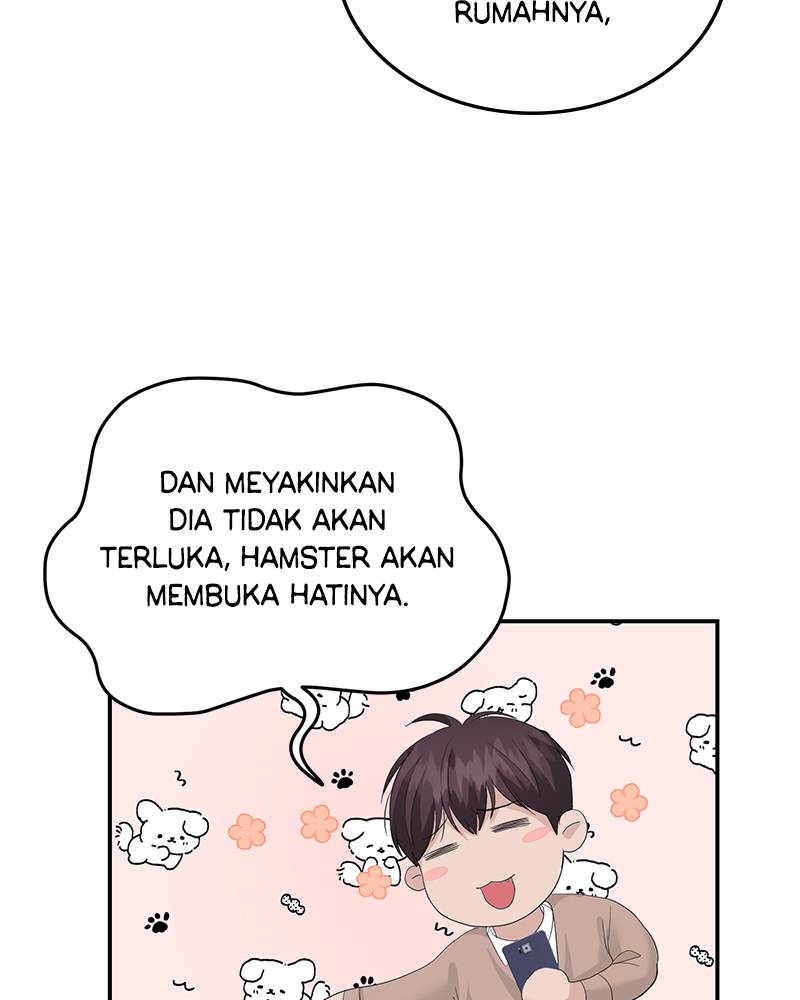 RUMAHNYA,
DAN MEYAKINKAN
DIA TIDAK AKAN
TERLUKA, HAMSTER AKAN
MEMBUKA HATINYA.